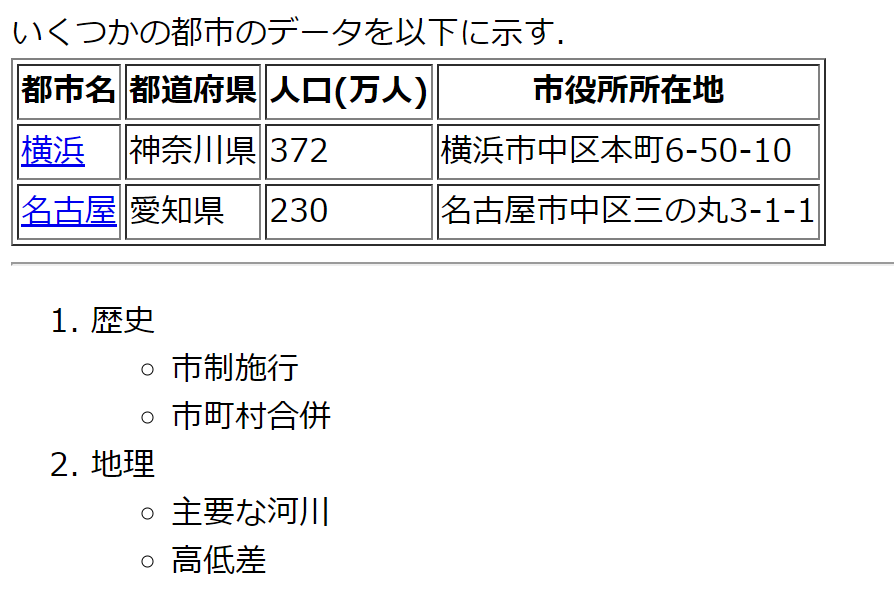 いくつかの都市のデータを以下に示す.
都市名 都道府県 人口(万人) 市役所所在地
横浜 神奈川県 372 横浜市中区本町6-50-10
名古屋 愛知県 230 名古屋市中区三の丸3-1-1
1. 歴史
○ 市制施行
○ 市町村合併
2. 地理
○ 主要な河川
○ 高低差